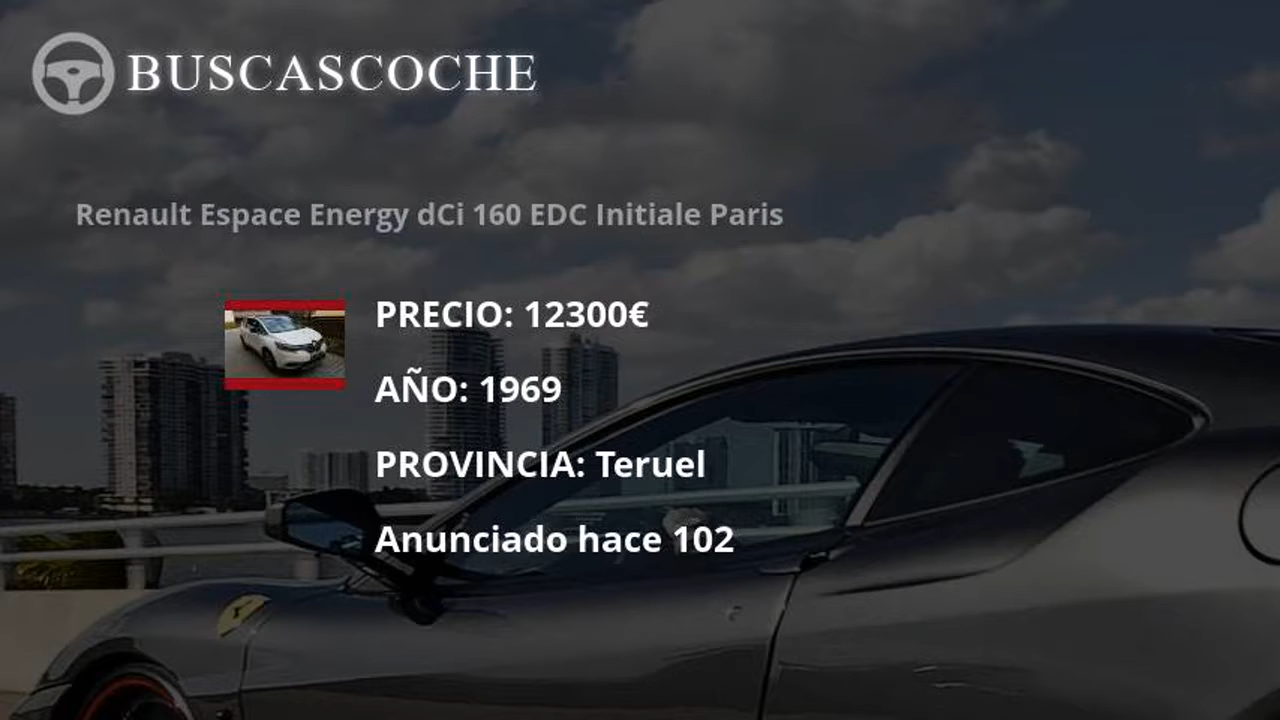 BUSCASCOCHE
Renault Espace Energy dCi 160 EDC Initiale Paris
PRECIO: 12300€
AÑO: 1969
PROVINCIA: Teruel
Anunciado hace 102